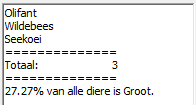 Olifant
Wildebees
Seekoei
===============
Totaal: 3
===============
27.27% van alle diere is Groot.